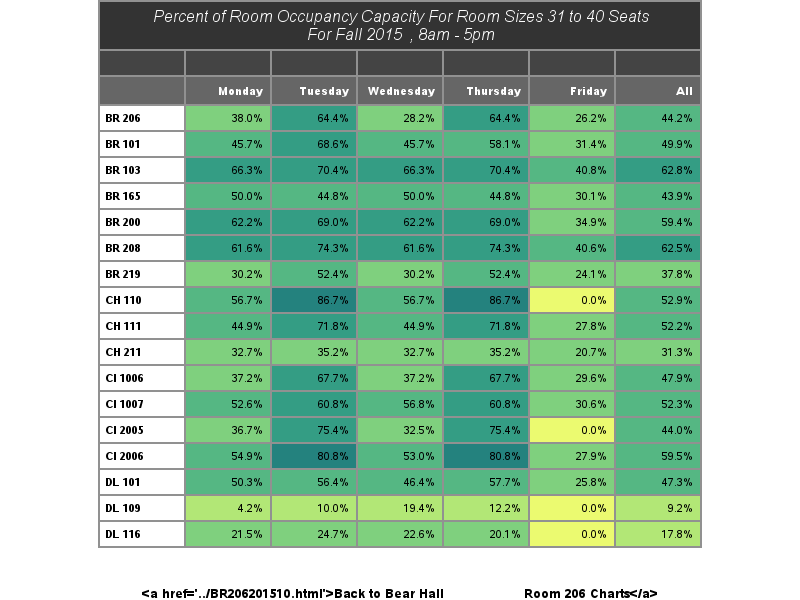 Percent of Room Occupancy Capacity For Room Sizes 31 to 40 Seats
For Fall 2015 , 8am - 5pm
Monday Tuesday Wednesday Thursday Friday All
BR 206 38.0% 64.4% 28.2% 64.4% 26.2% 44.2%
BR 101 45.7% 68.6% 45.7% 58.1% 31.4% 49.9%
BR 103 66.3% 70.4% 66.3% 70.4% 40.8% 62.8%
BR 165 50.0% 44.8% 50.0% 44.8% 30.1% 43.9%
BR 200 62.2% 69.0% 62.2% 69.0% 34.9% 59.4%
BR 208 61.6% 74.3% 61.6% 74.3% 40.6% 62.5%
BR 219 30.2% 52.4% 30.2% 52.4% 24.1% 37.8%
CH 110 56.7% 86.7% 56.7% 86.7% 0.0% 52.9%
CH 111 44.9% 71.8% 44.9% 71.8% 27.8% 52.2%
CH 211 32.7% 35.2% 32.7% 35.2% 20.7% 31.3%
CI 1006 37.2% 67.7% 37.2% 67.7% 29.6% 47.9%
CI 1007 52.6% 60.8% 56.8% 60.8% 30.6% 52.3%
CI 2005 36.7% 75.4% 32.5% 75.4% 0.0% 44.0%
CI 2006 54.9% 80.8% 53.0% 80.8% 27.9% 59.5%
DL 101 50.3% 56.4% 46.4% 57.7% 25.8% 47.3%
DL 109 4.2% 10.0% 19.4% 12.2% 0.0% 9.2%
DL 116 21.5% 24.7% 22.6% 20.1% 0.0% 17.8%
<a href='../BR206201510.html'>Back to Bear Hall Room 206 Charts</a>